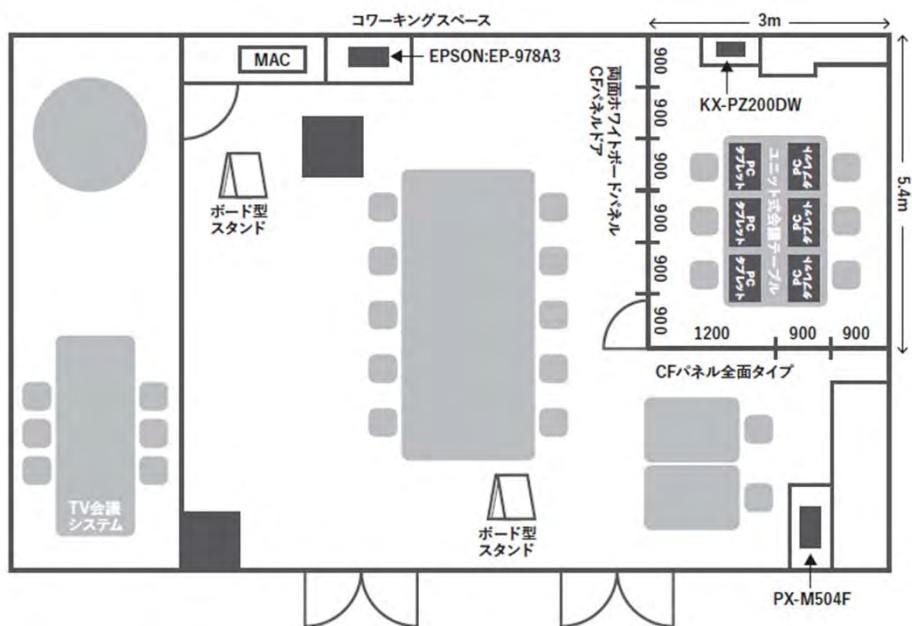 コワーキングスペース
3m
MAC
EPSON:EP-978A3
KX-PZ200DW
5.4m
両面ホワイトボードパネル
CFパネルドア
900
900
900
900
900
900
ボード型
スタンド
ユニット式会議テーブル
PC
タブレット
PC
タブレット
PC
タブレット
PC
タブレット
PC
タブレット
PC
タブレット
1200
900
900
CFパネル全面タイプ
TV会議
システム
ボード型
スタンド
PX-M504F